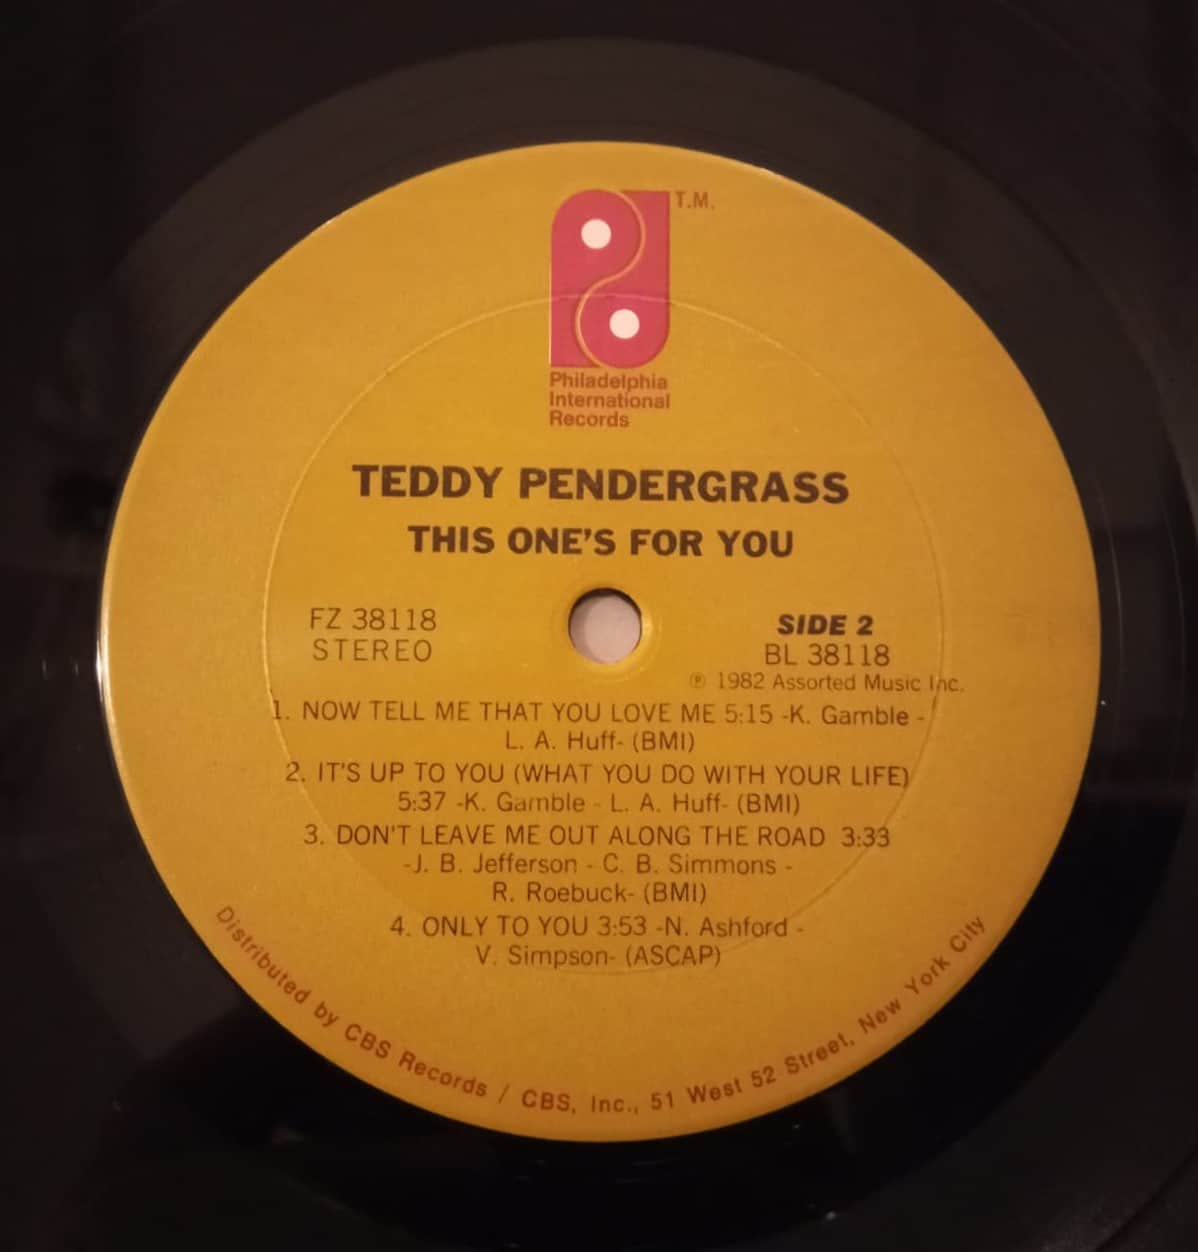 T.M.
Philadelphia
International
Records
TEDDY PENDERGRASS
THIS ONE'S FOR YOU
FZ 38118
STEREO
SIDE 2
BL 38118
℗ 1982 Assorted Music Inc.
1. NOW TELL ME THAT YOU LOVE ME 5:15 -K. Gamble -
L. A. Huff- (BMI)
2. IT'S UP TO YOU (WHAT YOU DO WITH YOUR LIFE)
5:37 -K. Gamble - L. A. Huff- (BMI)
3. DON'T LEAVE ME OUT ALONG THE ROAD 3:33
-J. B. Jefferson - C. B. Simmons -
R. Roebuck- (BMI)
4. ONLY TO YOU 3:53 -N. Ashford -
V. Simpson- (ASCAP)
Distributed by CBS Records / CBS, Inc., 51 West 52 Street, New York City